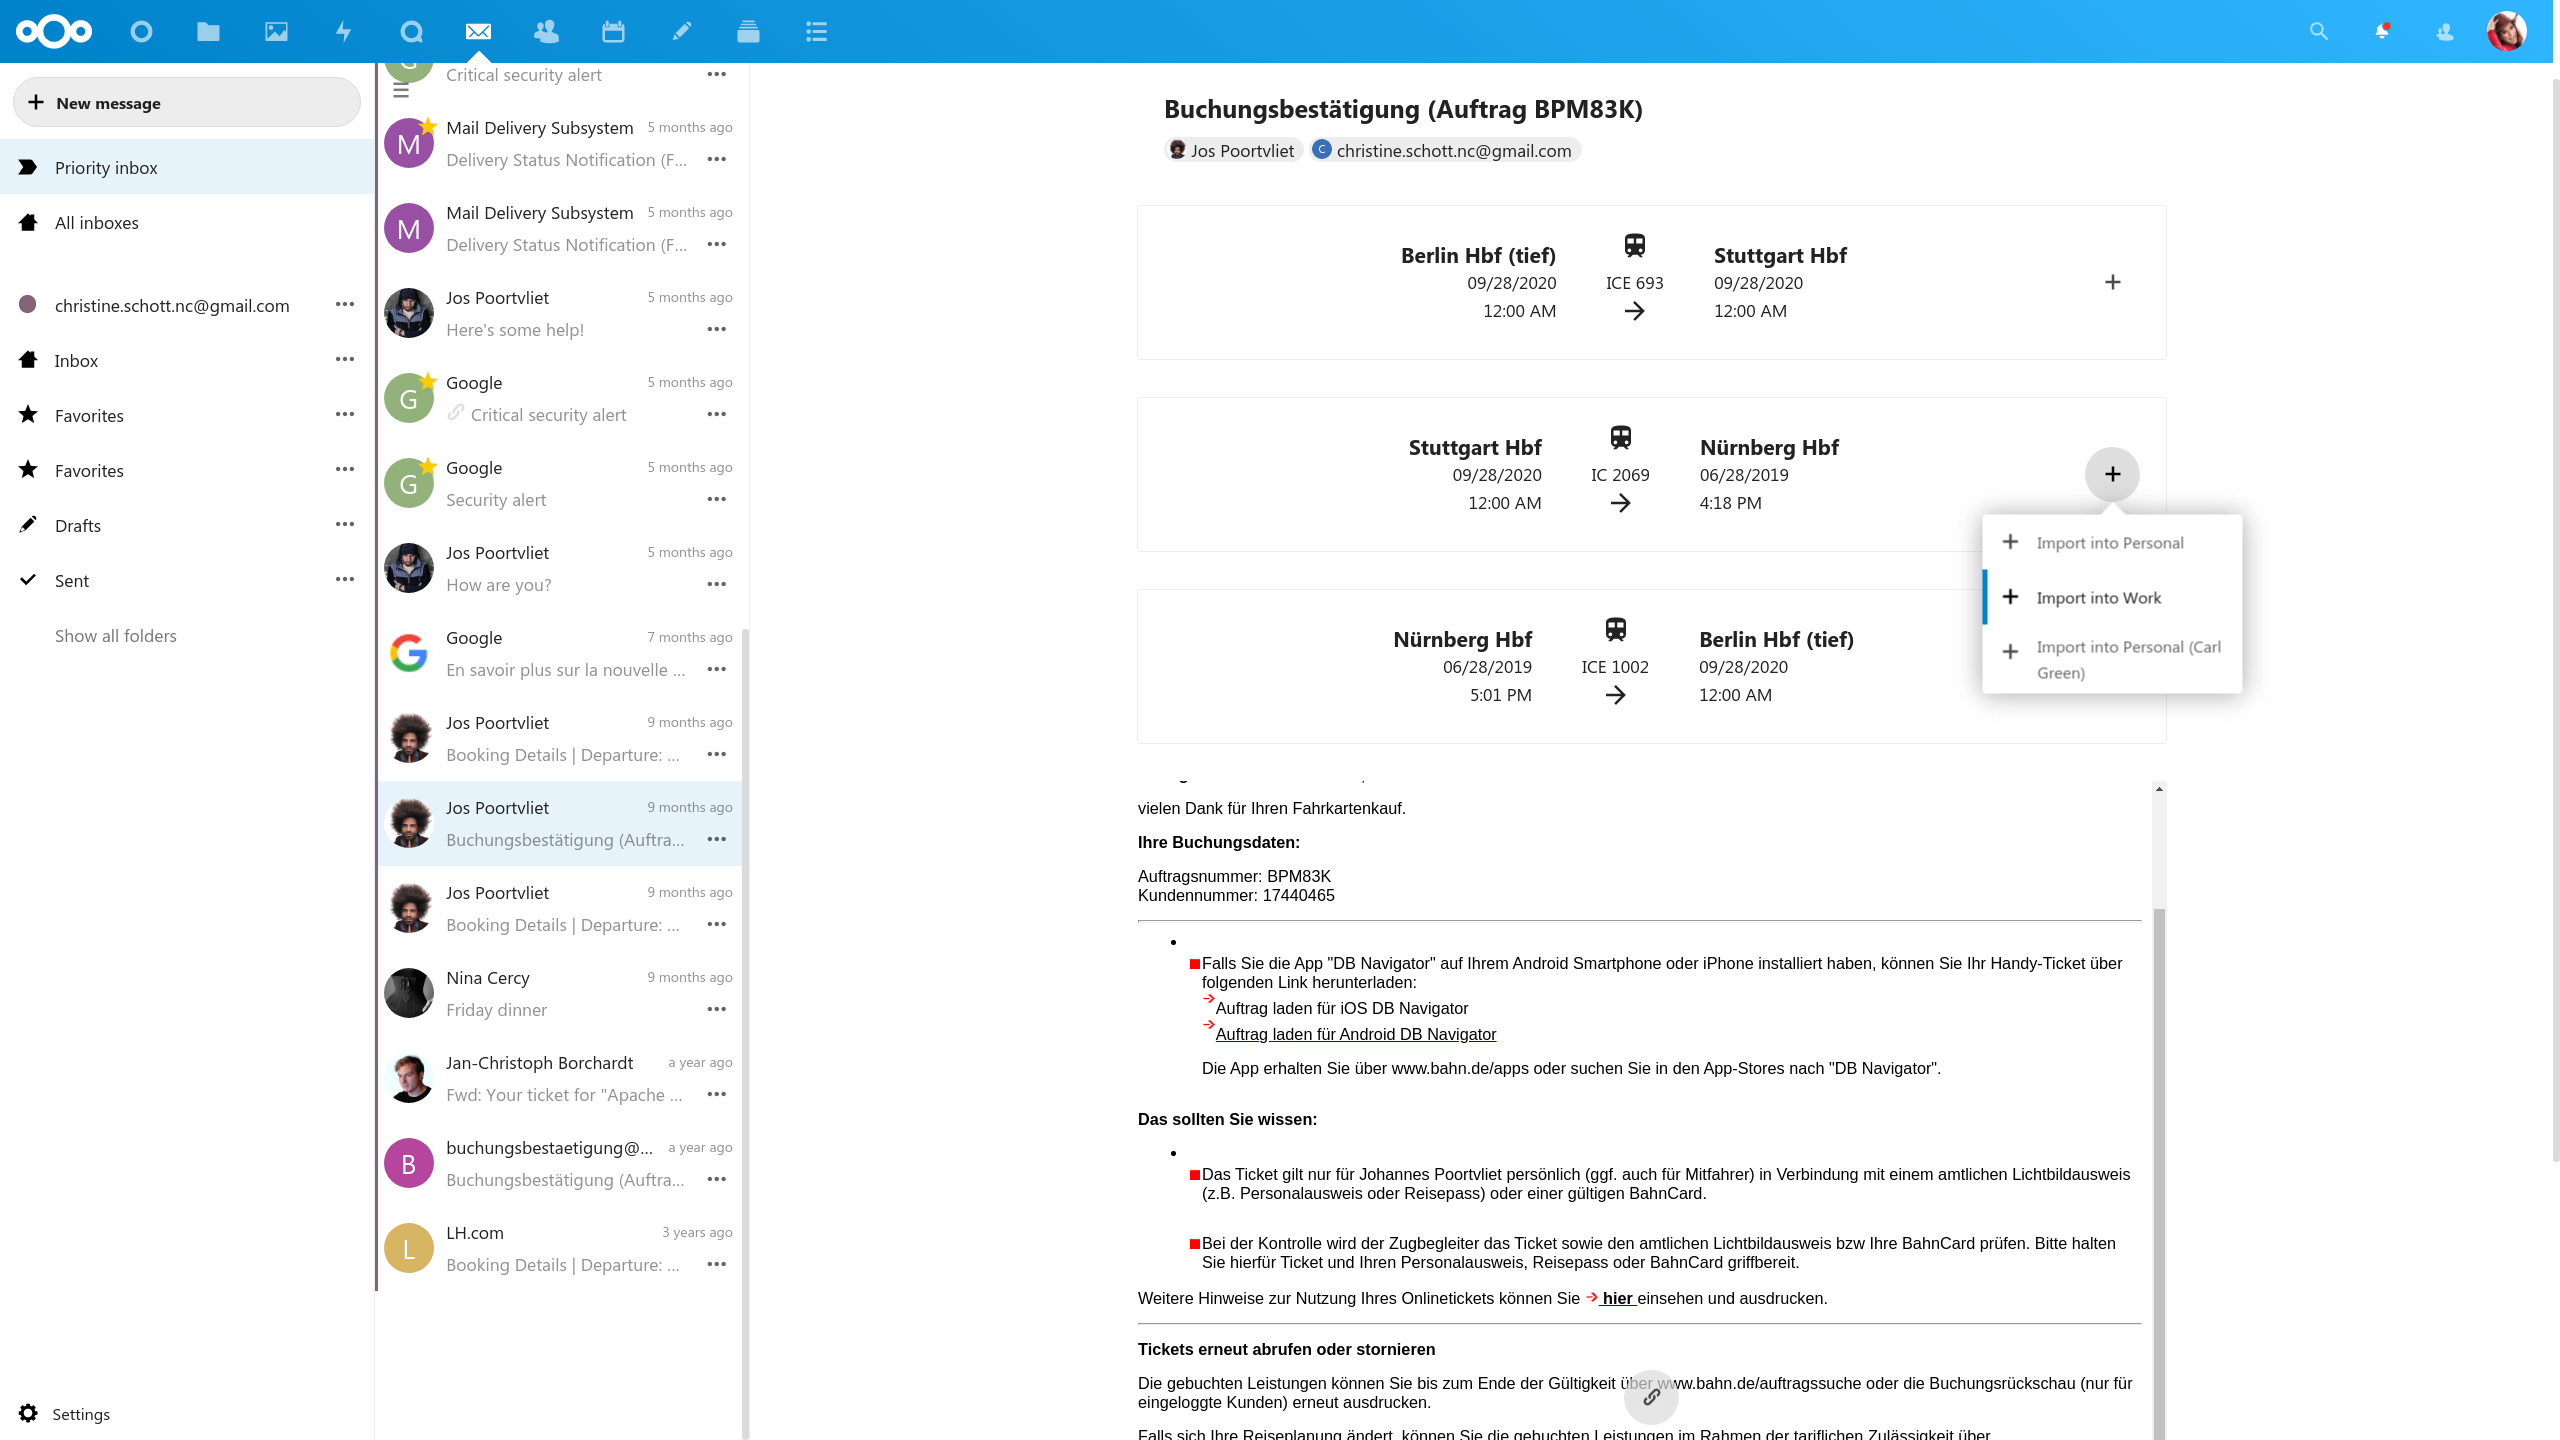 New message
Priority inbox
All inboxes
christine.schott.nc@gmail.com
Inbox
Favorites
Favorites
Drafts
Sent
Show all folders
Settings
Critical security alert
M
Mail Delivery Subsystem 5 months ago
Delivery Status Notification (F...
M
Mail Delivery Subsystem 5 months ago
Delivery Status Notification (F...
Jos Poortvliet 5 months ago
Here's some help!
G
Google 5 months ago
Critical security alert
G
Google 5 months ago
Security alert
Jos Poortvliet 5 months ago
How are you?
Google 7 months ago
En savoir plus sur la nouvelle ...
Jos Poortvliet 9 months ago
Booking Details | Departure: ...
Jos Poortvliet 9 months ago
Buchungsbestätigung (Auftra...
Jos Poortvliet 9 months ago
Booking Details | Departure: ...
Nina Cercy 9 months ago
Friday dinner
Jan-Christoph Borchardt a year ago
Fwd: Your ticket for "Apache ...
B
buchungsbestaetigung@... a year ago
Buchungsbestätigung (Auftra...
L
LH.com 3 years ago
Booking Details | Departure: ...
Buchungsbestätigung (Auftrag BPM83K)
Jos Poortvliet C christine.schott.nc@gmail.com
Berlin Hbf (tief) Stuttgart Hbf
09/28/2020 ICE 693 09/28/2020
12:00 AM 12:00 AM
Stuttgart Hbf Nürnberg Hbf
09/28/2020 IC 2069 06/28/2019
12:00 AM 4:18 PM
Import into Personal
Import into Work
Import into Personal (Carl
Green)
Nürnberg Hbf Berlin Hbf (tief)
06/28/2019 ICE 1002 09/28/2020
5:01 PM 12:00 AM
vielen Dank für Ihren Fahrkartenkauf.
Ihre Buchungsdaten:
Auftragsnummer: BPM83K
Kundennummer: 17440465
Falls Sie die App "DB Navigator" auf Ihrem Android Smartphone oder iPhone installiert haben, können Sie Ihr Handy-Ticket über
folgenden Link herunterladen:
Auftrag laden für iOS DB Navigator
Auftrag laden für Android DB Navigator
Die App erhalten Sie über www.bahn.de/apps oder suchen Sie in den App-Stores nach "DB Navigator".
Das sollten Sie wissen:
Das Ticket gilt nur für Johannes Poortvliet persönlich (ggf. auch für Mitfahrer) in Verbindung mit einem amtlichen Lichtbildausweis
(z.B. Personalausweis oder Reisepass) oder einer gültigen BahnCard.
Bei der Kontrolle wird der Zugbegleiter das Ticket sowie den amtlichen Lichtbildausweis bzw Ihre BahnCard prüfen. Bitte halten
Sie hierfür Ticket und Ihren Personalausweis, Reisepass oder BahnCard griffbereit.
Weitere Hinweise zur Nutzung Ihres Onlinetickets können Sie hier einsehen und ausdrucken.
Tickets erneut abrufen oder stornieren
Die gebuchten Leistungen können Sie bis zum Ende der Gültigkeit über www.bahn.de/auftragssuche oder die Buchungsrückschau (nur für
eingeloggte Kunden) erneut ausdrucken.
Falls sich Ihre Reiseplanung ändert, können Sie die gebuchten Leistungen im Rahmen der tariflichen Zulässigkeit über